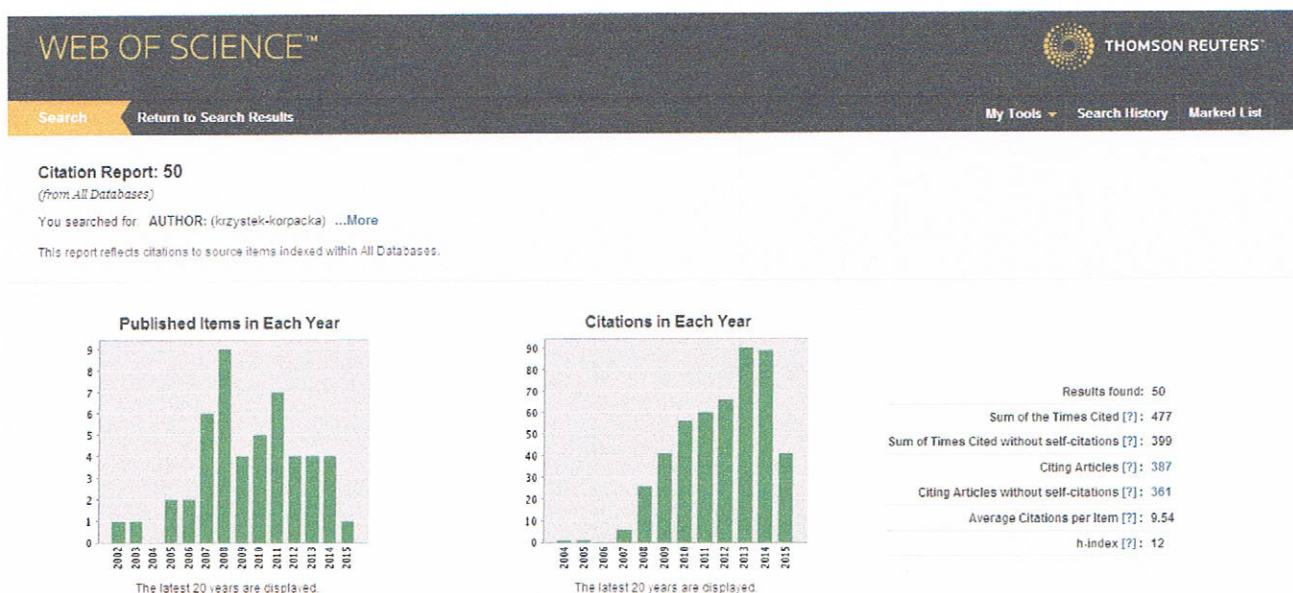 WEB OF SCIENCE™
THOMSON REUTERS™
Search
Return to Search Results
My Tools
Search History
Marked List
Citation Report: 50
(from All Databases)
You searched for: AUTHOR: (krzystek-korpacka) ...More
This report reflects citations to source items indexed within All Databases.
Published Items in Each Year
9
8
7
6
5
4
3
2
1
0
2002
2003
2004
2005
2006
2007
2008
2009
2010
2011
2012
2013
2014
2015
The latest 20 years are displayed.
Citations in Each Year
90
80
70
60
50
40
30
20
10
0
2004
2005
2006
2007
2008
2009
2010
2011
2012
2013
2014
2015
The latest 20 years are displayed.
Results found: 50
Sum of the Times Cited [?] : 477
Sum of Times Cited without self-citations [?] : 399
Citing Articles [?] : 387
Citing Articles without self-citations [?] : 361
Average Citations per Item [?] : 9.54
h-index [?] : 12